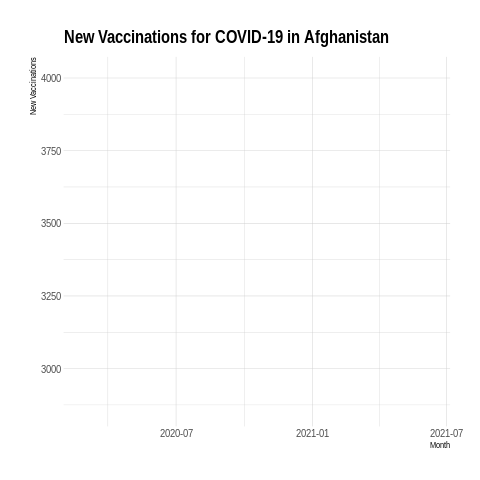 New Vaccinations for COVID-19 in Afghanistan
New Vaccinations
4000
3750
3500
3250
3000
2020-07
2021-01
2021-07
Month